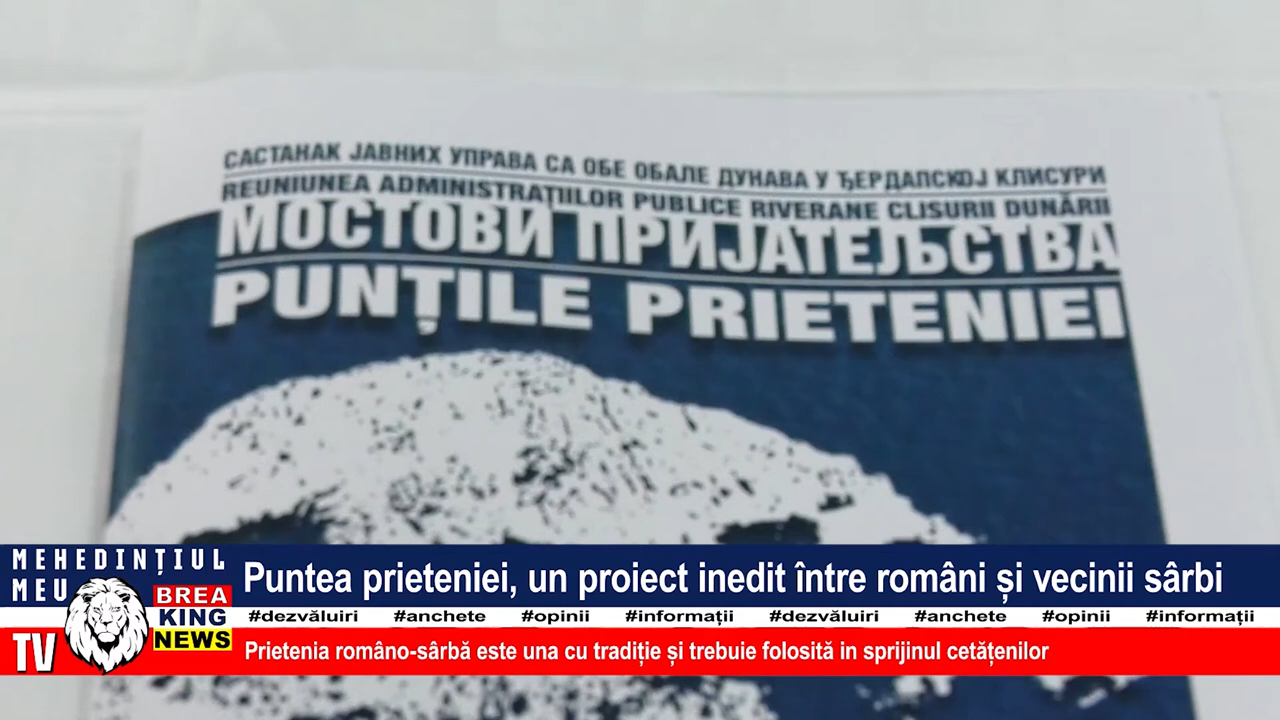 САСТАНАК ЈАВНИХ УПРАВА СА ОБЕ ОБАЛЕ ДУНАВА У ЂЕРДАПСКОЈ КЛИСУРИ
REUNIUNEA ADMINISTRAȚIILOR PUBLICE RIVERANE CLISURII DUNĂRII
МОСТОВИ ПРИЈАТЕЉСТВА
PUNȚILE PRIETENIEI
MEHEDINȚIUL
MEU
BREA
KING
NEWS
TV
Puntea prieteniei, un proiect inedit între români și vecinii sârbi
#dezvăluiri #anchete #opinii #informații #dezvăluiri #anchete #opinii #informații
Prietenia româno-sârbă este una cu tradiție și trebuie folosită in sprijinul cetățenilor